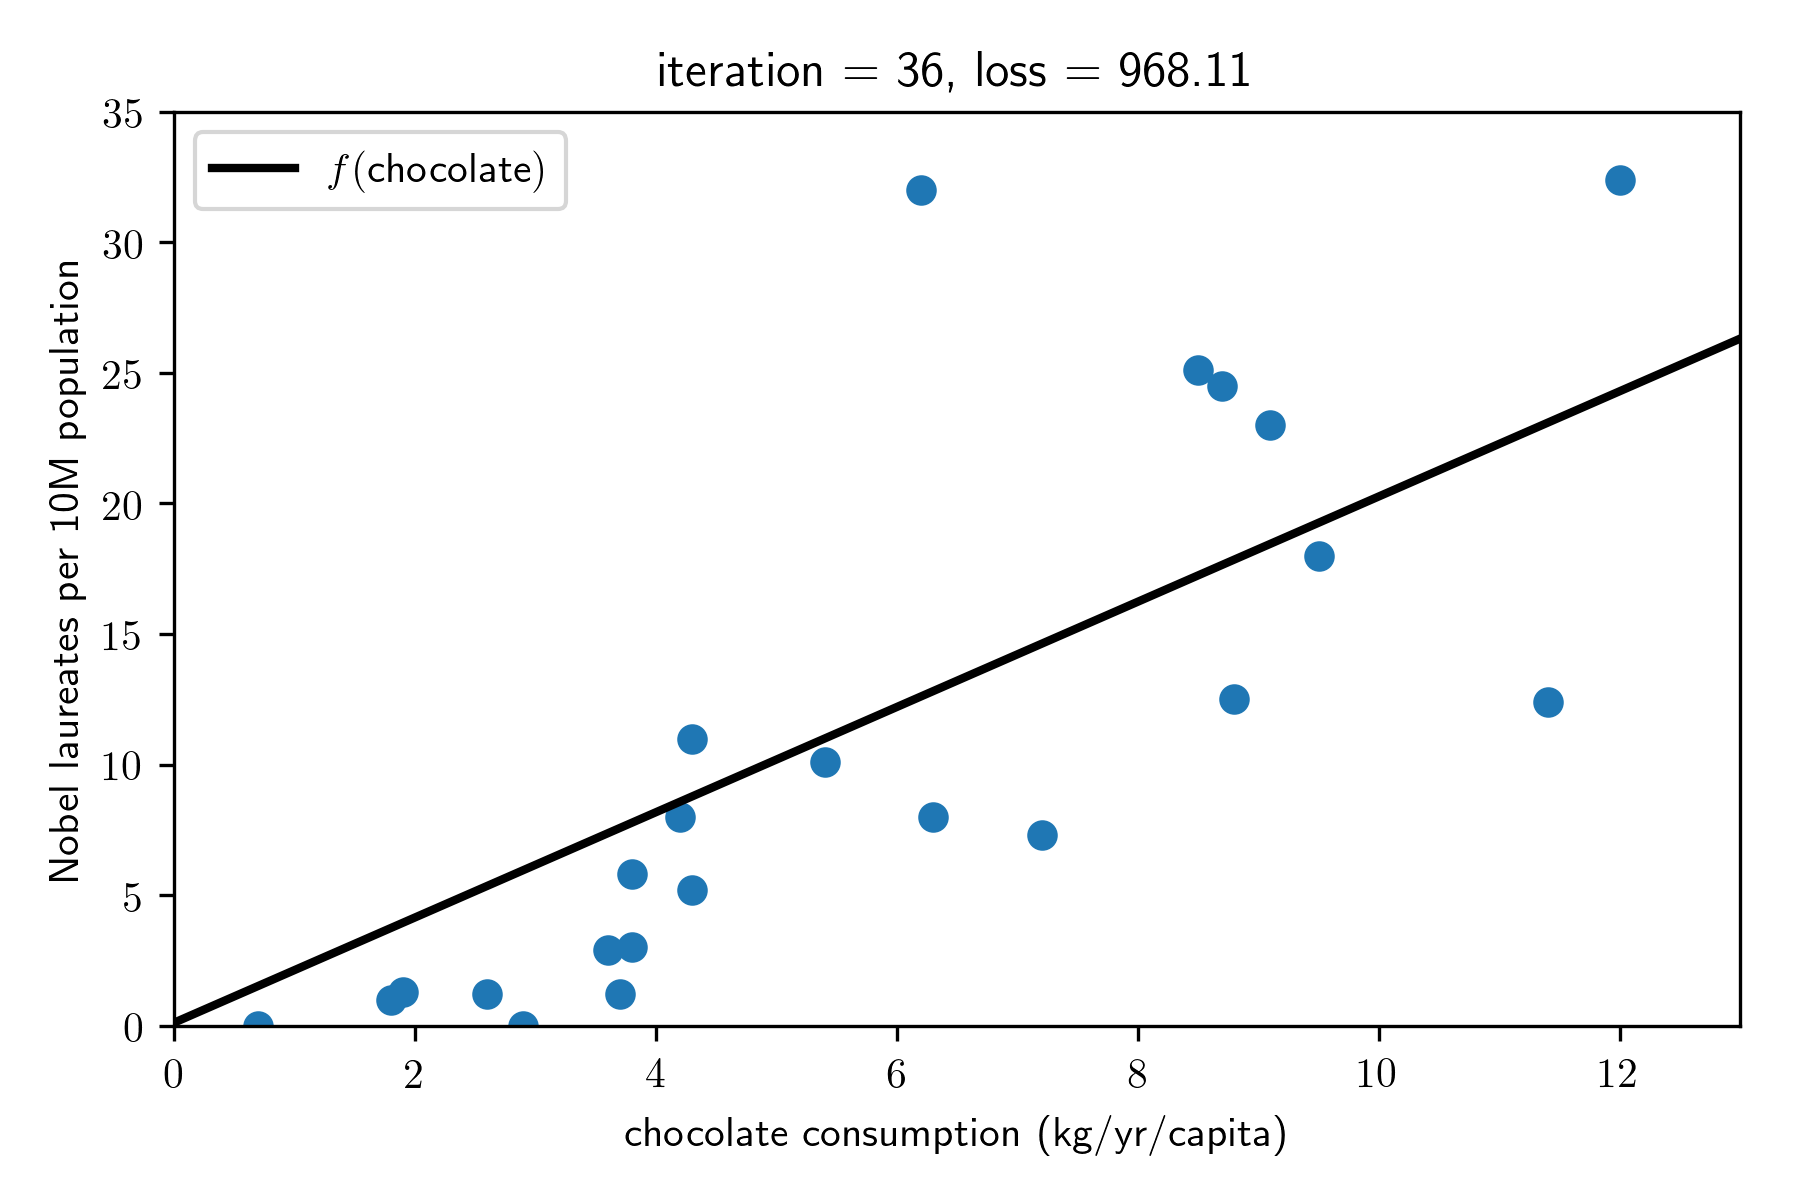 iteration = 36, loss = 968.11
f(chocolate)
Nobel laureates per 10M population
35
30
25
20
15
10
5
0
0 2 4 6 8 10 12
chocolate consumption (kg/yr/capita)